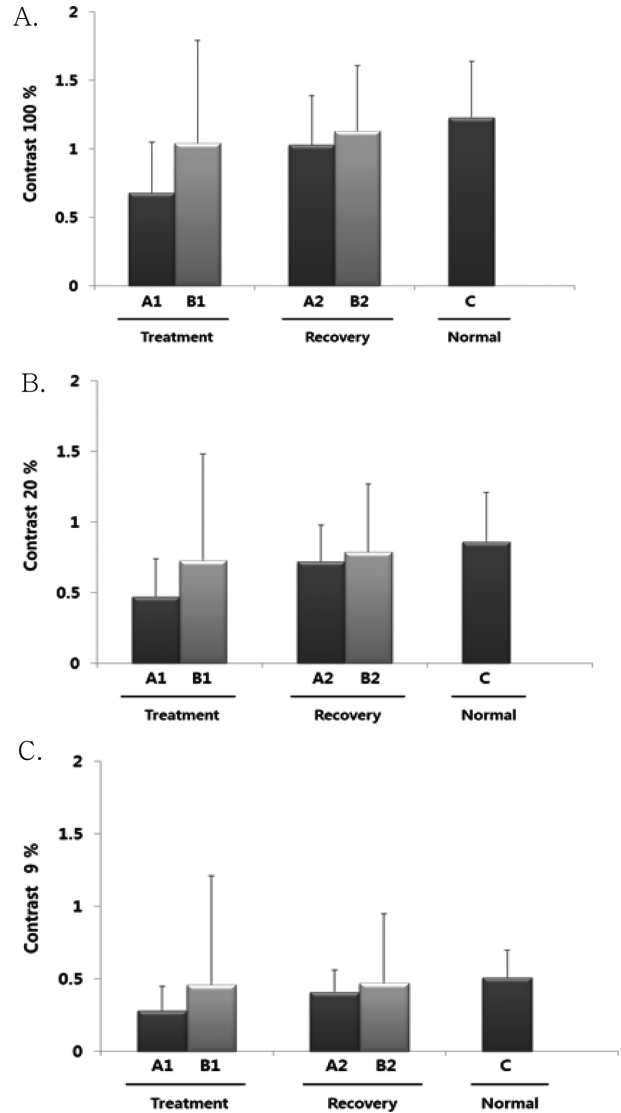 A.
2
1.5
1
0.5
0
Contrast 100 %
A1 B1 A2 B2 C
Treatment Recovery Normal
B.
2
1.5
1
0.5
0
Contrast 20 %
A1 B1 A2 B2 C
Treatment Recovery Normal
C.
2
1.5
1
0.5
0
Contrast 9 %
A1 B1 A2 B2 C
Treatment Recovery Normal